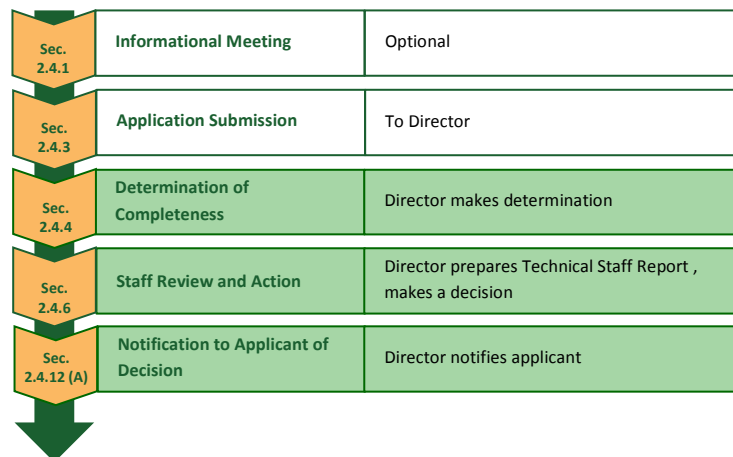 Sec.
2.4.1
Informational Meeting
Optional
Sec.
2.4.3
Application Submission
To Director
Sec.
2.4.4
Determination of
Completeness
Director makes determination
Sec.
2.4.6
Staff Review and Action
Director prepares Technical Staff Report ,
makes a decision
Sec.
2.4.12 (A)
Notification to Applicant of
Decision
Director notifies applicant